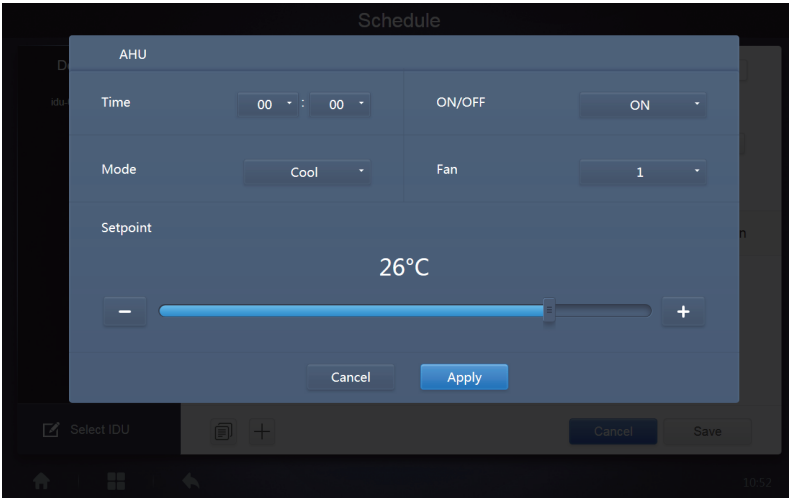 Schedule
AHU
Time 00 : 00 ON/OFF ON
Mode Cool Fan 1
Setpoint
26°C
Cancel Apply
Select IDU Cancel Save
10:52